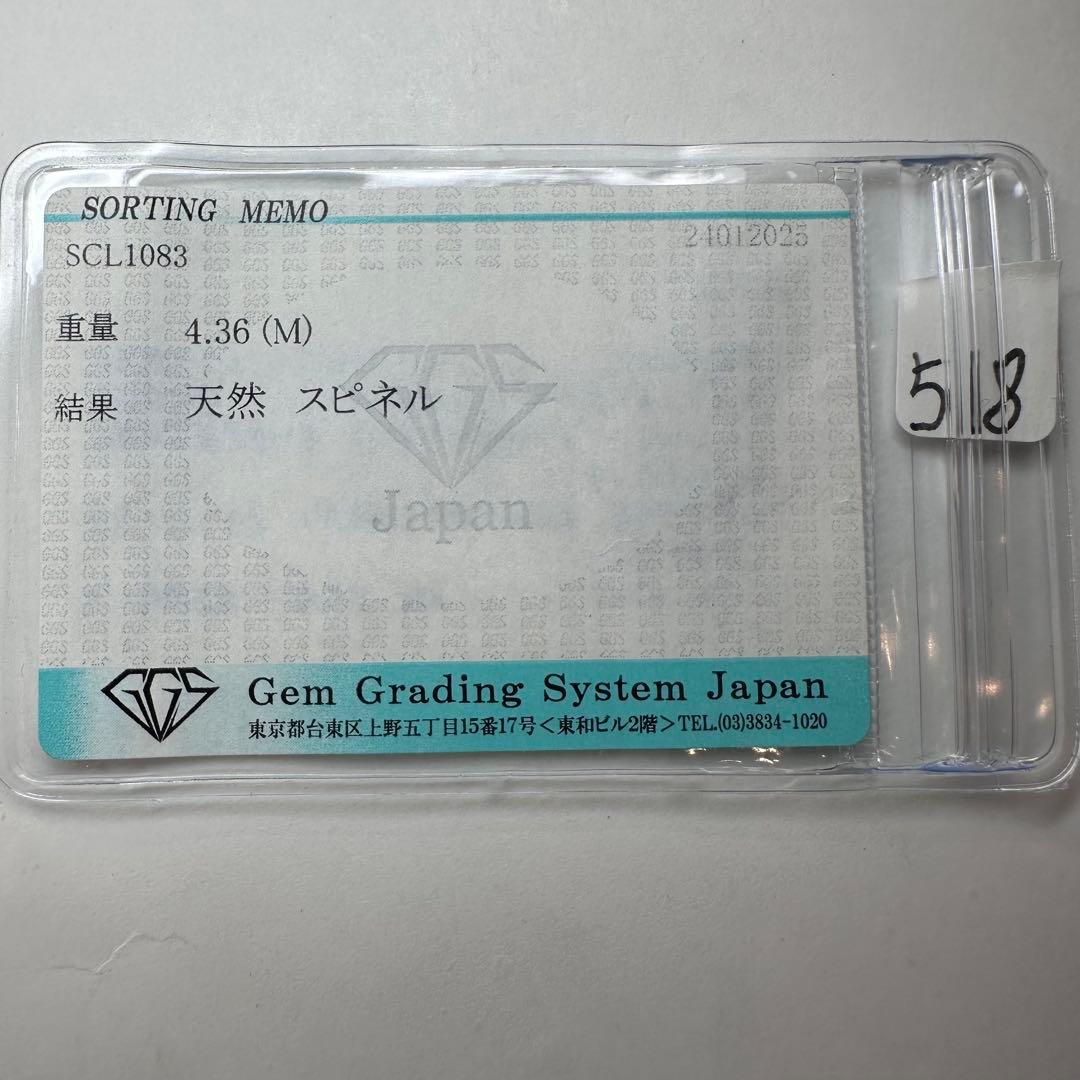 SORTING MEMO
24012025
SCL1083
重量 4.36 (M)
結果 天然 スピネル
GGS
Japan
518
GGS Gem Grading System Japan
東京都台東区上野五丁目15番17号＜東和ビル2階＞TEL.(03)3834-1020